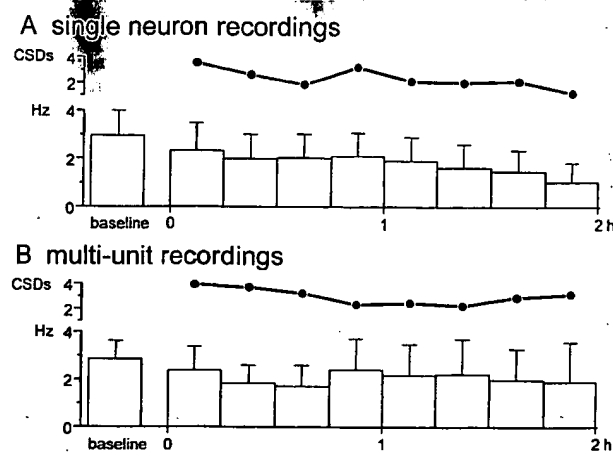 A single neuron recordings
CSDs 4
2
Hz 4
2
0
baseline 0 1 2 h
B multi-unit recordings
CSDs 4
2
Hz 4
2
0
baseline 0 1 2 h